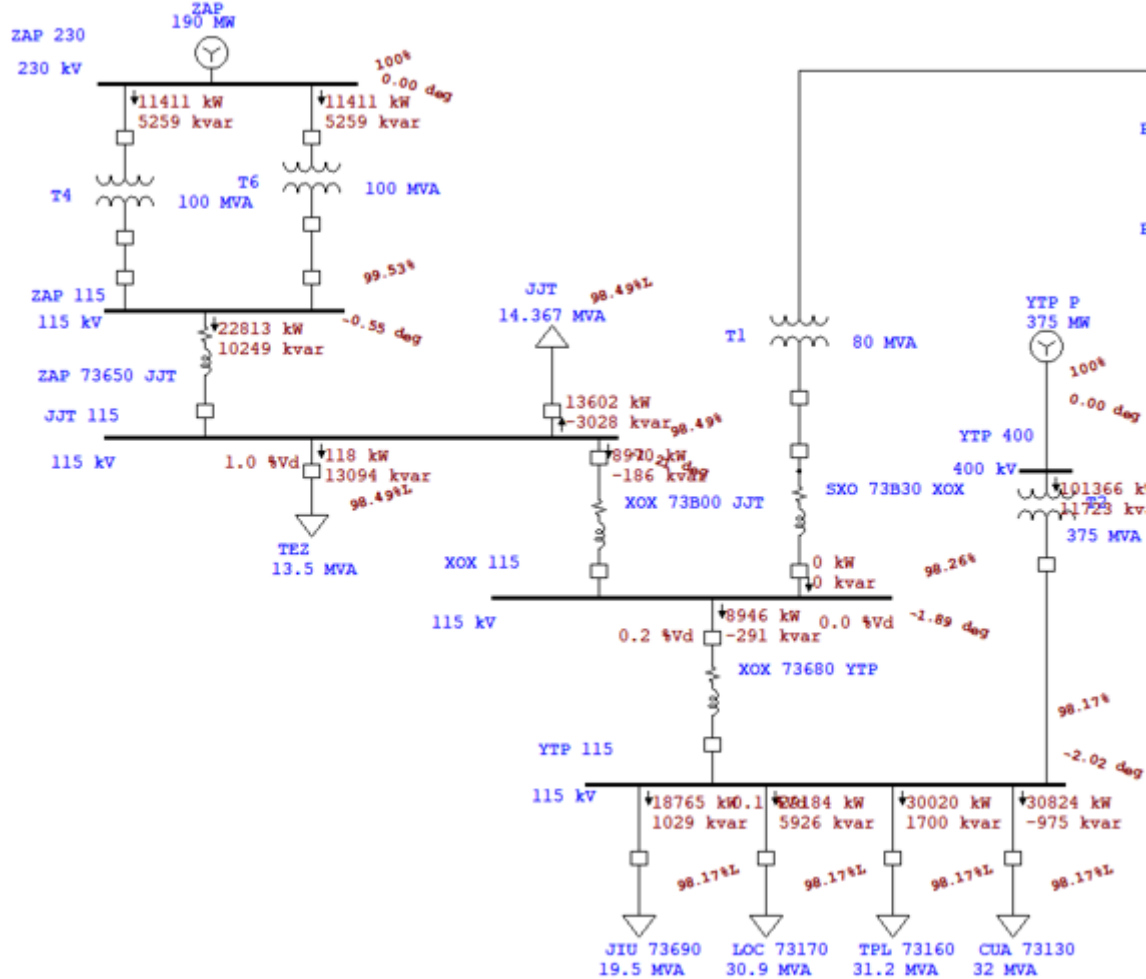 ZAP
190 MW
ZAP 230
230 kV
100%
0.00 deg
11411 kW
5259 kvar
11411 kW
5259 kvar
T4
100 MVA
T6
100 MVA
99.53%
ZAP 115
115 kV
-0.55 deg
22813 kW
10249 kvar
ZAP 73650 JJT
JJT
14.367 MVA
98.49%L
13602 kW
-3028 kvar
98.49%
JJT 115
115 kV
1.0 %Vd
118 kW
13094 kvar
98.49%L
TEZ
13.5 MVA
-186 kvar
XOX 73B00 JJT
T1
80 MVA
SXO 73B30 XOX
YTP P
375 MW
100%
0.00 deg
YTP 400
400 kV
101366
11723
375 MVA
XOX 115
115 kV
0 kW
0 kvar
98.26%
-1.89 deg
8946 kW
-291 kvar
0.2 %Vd
0.0 %Vd
XOX 73680 YTP
98.17%
-2.02 deg
YTP 115
115 kV
18765 kW
1029 kvar
kW
5926 kvar
30020 kW
1700 kvar
30824 kW
-975 kvar
98.17%L
98.17%L
98.17%L
98.17%L
JIU 73690
19.5 MVA
LOC 73170
30.9 MVA
TPL 73160
31.2 MVA
CUA 73130
32 MVA